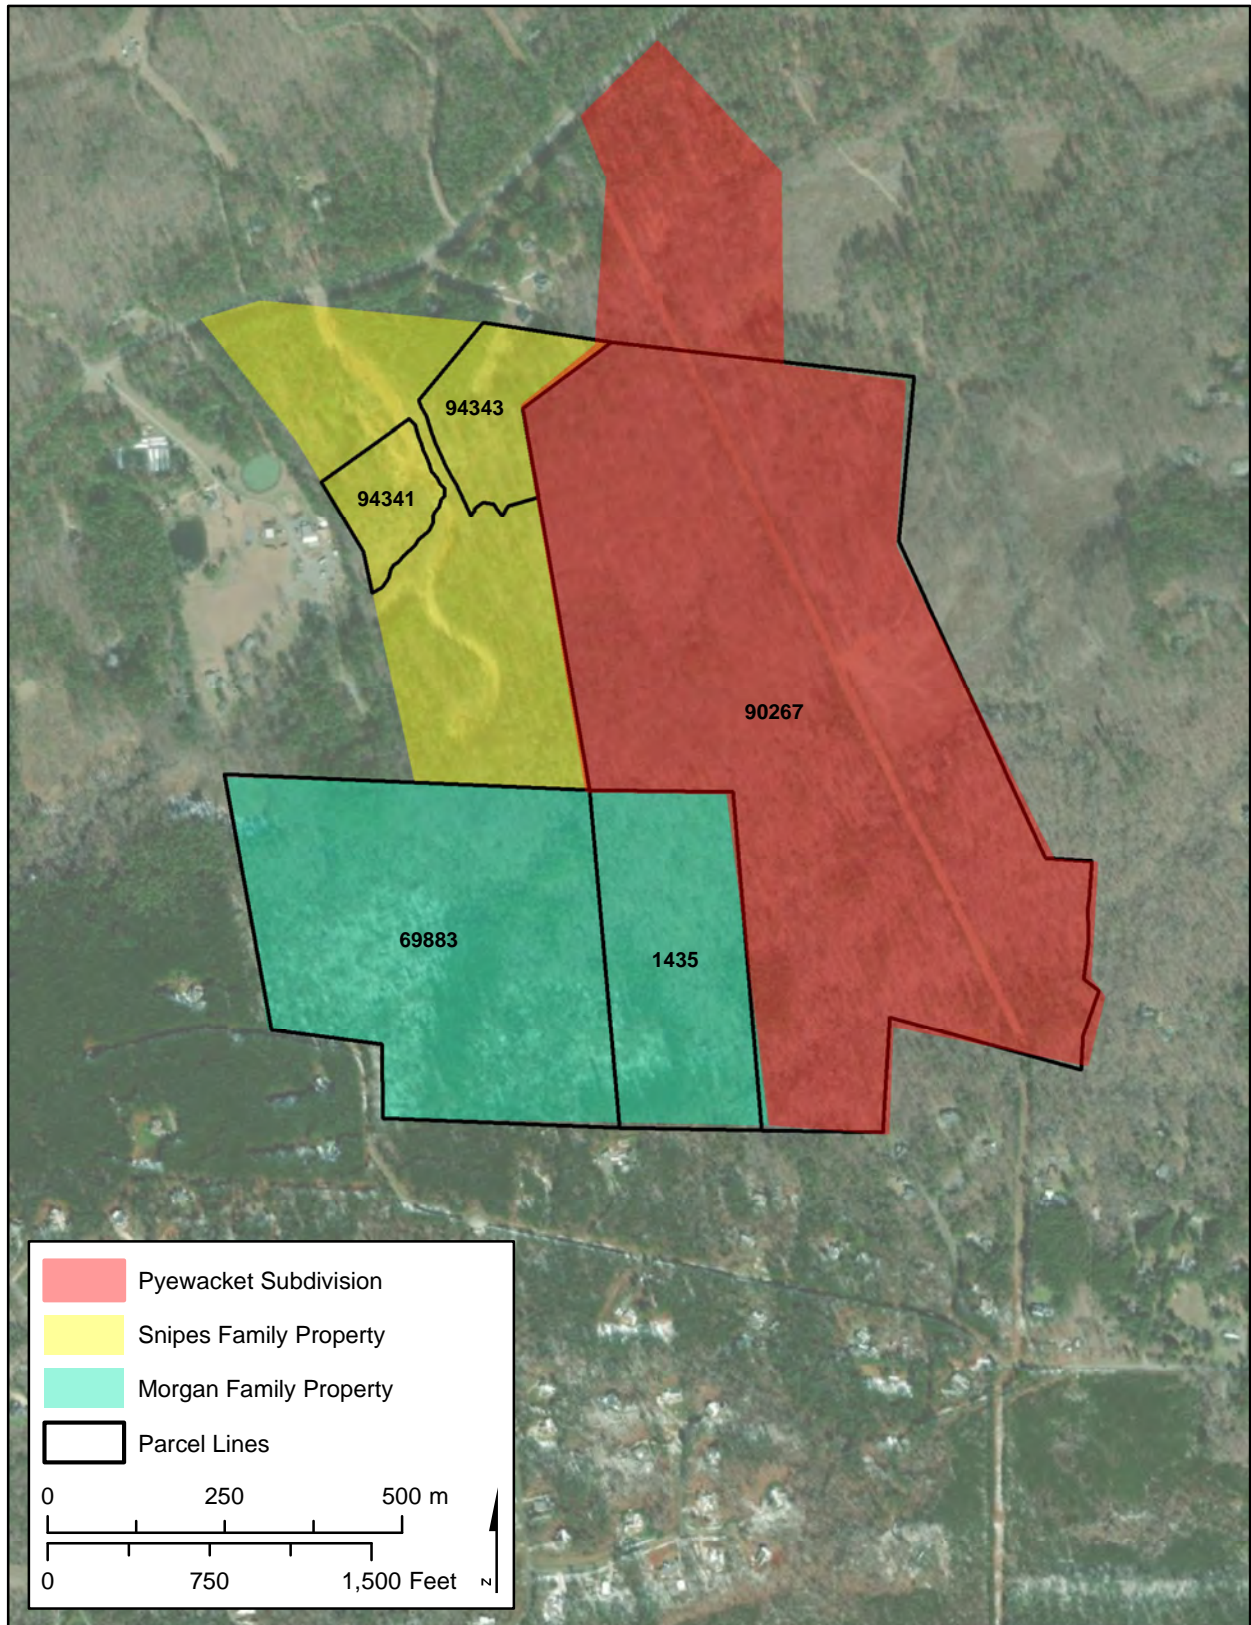 94343
94341
90267
69883
1435
Pyewacket Subdivision
Snipes Family Property
Morgan Family Property
Parcel Lines
0 250 500 m
0 750 1,500 Feet
N